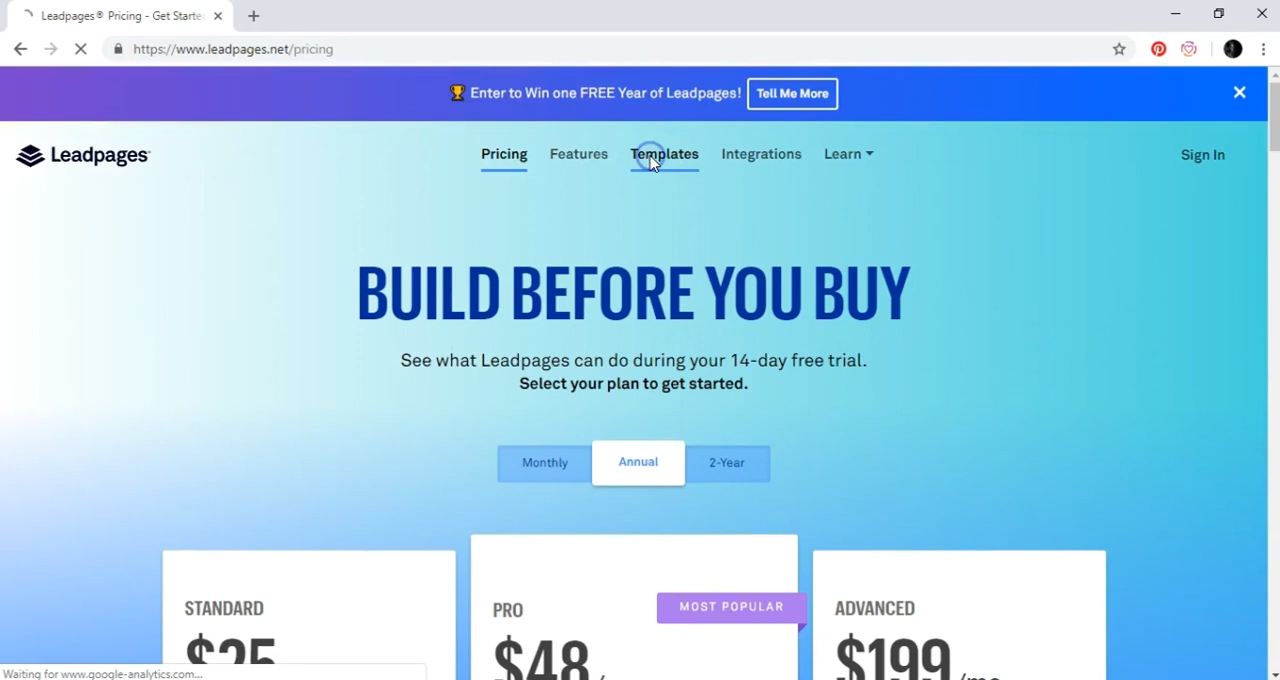 Leadpages® Pricing - Get Starte
https://www.leadpages.net/pricing
🏆 Enter to Win one FREE Year of Leadpages! Tell Me More
Leadpages
Pricing Features Templates Integrations Learn Sign In
BUILD BEFORE YOU BUY
See what Leadpages can do during your 14-day free trial.
Select your plan to get started.
Monthly Annual 2-Year
MOST POPULAR
STANDARD PRO ADVANCED
$25 $48 $199 /mo
Waiting for www.google-analytics.com...